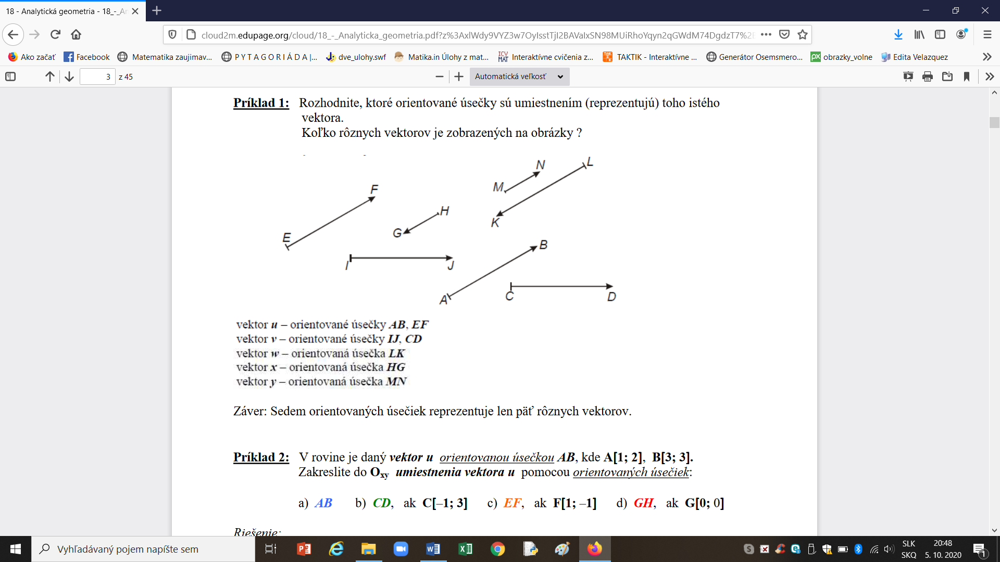 18 - Analytická geometria - 18_-_An
cloud2m.edupage.org/cloud/18_-_Analyticka_geometria.pdf?z%3AxlWdy9VYZ3w7OyIsstTjI2BAVaIxSN98MUiRhoYqyn2qGWdM74DgdzT7%2
Ako začať Facebook Matematika zaujimav... P Y T A G O R I Á D A |... dve_ulohy.swf Matika.in Úlohy z mat... Interaktívne cvičenia z... TAKTIK - Interaktívne ... Generátor Osemsmero... obrazky_volne Edita Velazquez
3 z 45 Automatická veľkosť
Príklad 1: Rozhodnite, ktoré orientované úsečky sú umiestnením (reprezentujú) toho istého
vektora.
Koľko rôznych vektorov je zobrazených na obrázky ?
N L
M
F
H
K
G
E
B
I J
A C D
vektor u – orientované úsečky AB, EF
vektor v – orientované úsečky IJ, CD
vektor w – orientovaná úsečka LK
vektor x – orientovaná úsečka HG
vektor y – orientovaná úsečka MN
Záver: Sedem orientovaných úsečiek reprezentuje len päť rôznych vektorov.
Príklad 2: V rovine je daný vektor u orientovanou úsečkou AB, kde A[1; 2], B[3; 3].
Zakreslite do Oxy umiestnenia vektora u pomocou orientovaných úsečiek:
a) AB b) CD, ak C[–1; 3] c) EF, ak F[1; –1] d) GH, ak G[0; 0]
Riešenie:
Vyhľadávaný pojem napíšte sem
SLK 20:48
SKQ 5. 10. 2020
1